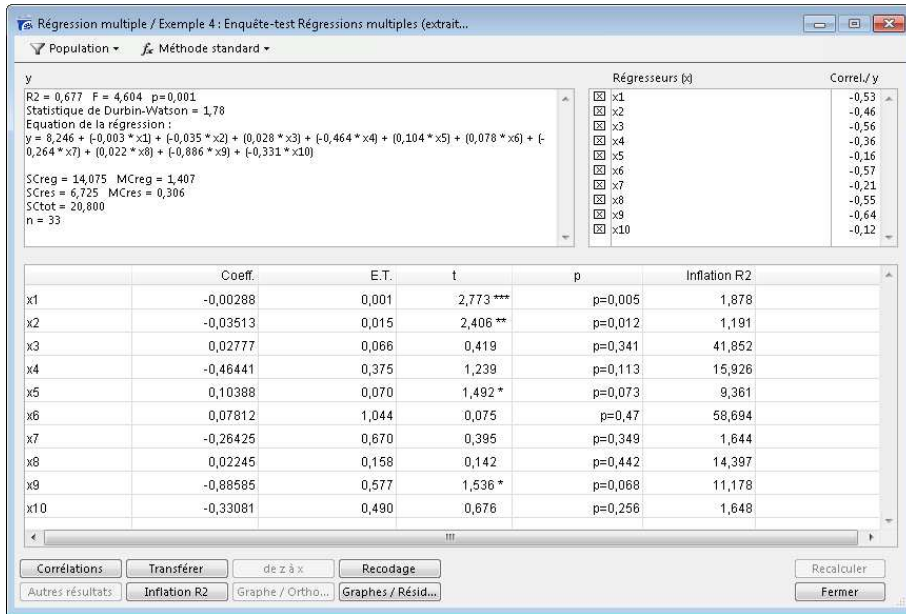 Régression multiple / Exemple 4 : Enquête-test Régressions multiples (extrait...
Population
fx Méthode standard
y
R2 = 0,677 F = 4,604 p=0,001
Statistique de Durbin-Watson = 1,78
Equation de la régression :
y = 8,246 + (-0,003 * x1) + (-0,035 * x2) + (0,028 * x3) + (-0,464 * x4) + (0,104 * x5) + (0,078 * x6) + (-
0,264 * x7) + (0,022 * x8) + (-0,886 * x9) + (-0,331 * x10)
SCreg = 14,075 MCreg = 1,407
SCres = 6,725 MCres = 0,306
SCtot = 20,800
n = 33
Régresseurs (x) Correl./ y
x1 -0,53
x2 -0,46
x3 -0,56
x4 -0,36
x5 -0,16
x6 -0,57
x7 -0,21
x8 -0,55
x9 -0,64
x10 -0,12
Coeff. E.T. t p Inflation R2
x1 -0,00288 0,001 2,773 *** p=0,005 1,878
x2 -0,03513 0,015 2,406 ** p=0,012 1,191
x3 0,02777 0,066 0,419 p=0,341 41,852
x4 -0,46441 0,375 1,239 p=0,113 15,926
x5 0,10388 0,070 1,492 * p=0,073 9,361
x6 0,07812 1,044 0,075 p=0,47 58,694
x7 -0,26425 0,670 0,395 p=0,349 1,644
x8 0,02245 0,158 0,142 p=0,442 14,397
x9 -0,88585 0,577 1,536 * p=0,068 11,178
x10 -0,33081 0,490 0,676 p=0,256 1,648
Corrélations Transférer de z à x Recodage Recalculer
Autres résultats Inflation R2 Graphe / Ortho... Graphes / Résid... Fermer